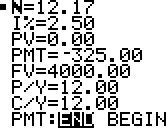 ▪N=12.17
I%=2.50
PV=0.00
PMT=-325.00
FV=4000.00
P/Y=12.00
C/Y=12.00
PMT:END BEGIN